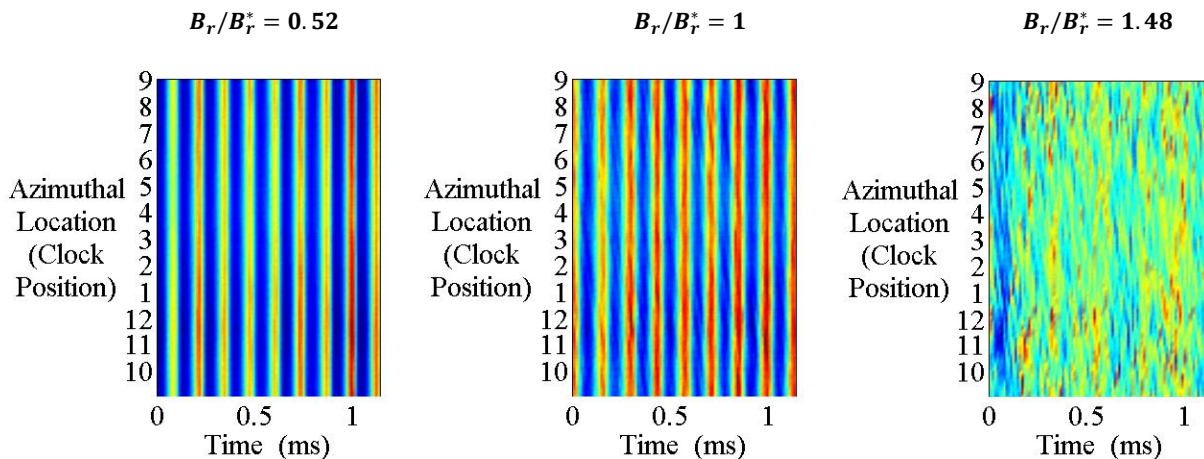 B_r/B_r^* = 0.52
9
8
7
6
5
4
3
2
1
12
11
10
Azimuthal
Location
(Clock
Position)
0
0.5
1
Time (ms)
B_r/B_r^* = 1
9
8
7
6
5
4
3
2
1
12
11
10
Azimuthal
Location
(Clock
Position)
0
0.5
1
Time (ms)
B_r/B_r^* = 1.48
9
8
7
6
5
4
3
2
1
12
11
10
Azimuthal
Location
(Clock
Position)
0
0.5
1
Time (ms)